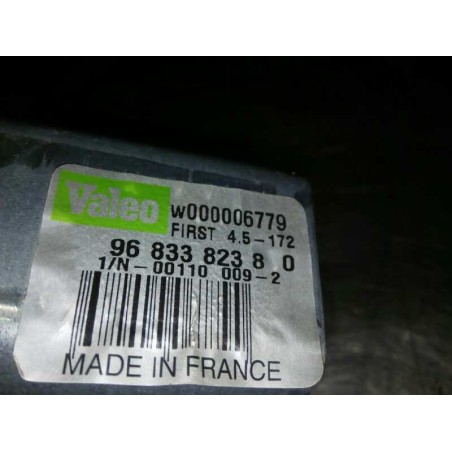 Valeo
w000006779
FIRST 4.5-172
96 833 823 8 0
1/N-00110 009-2
MADE IN FRANCE